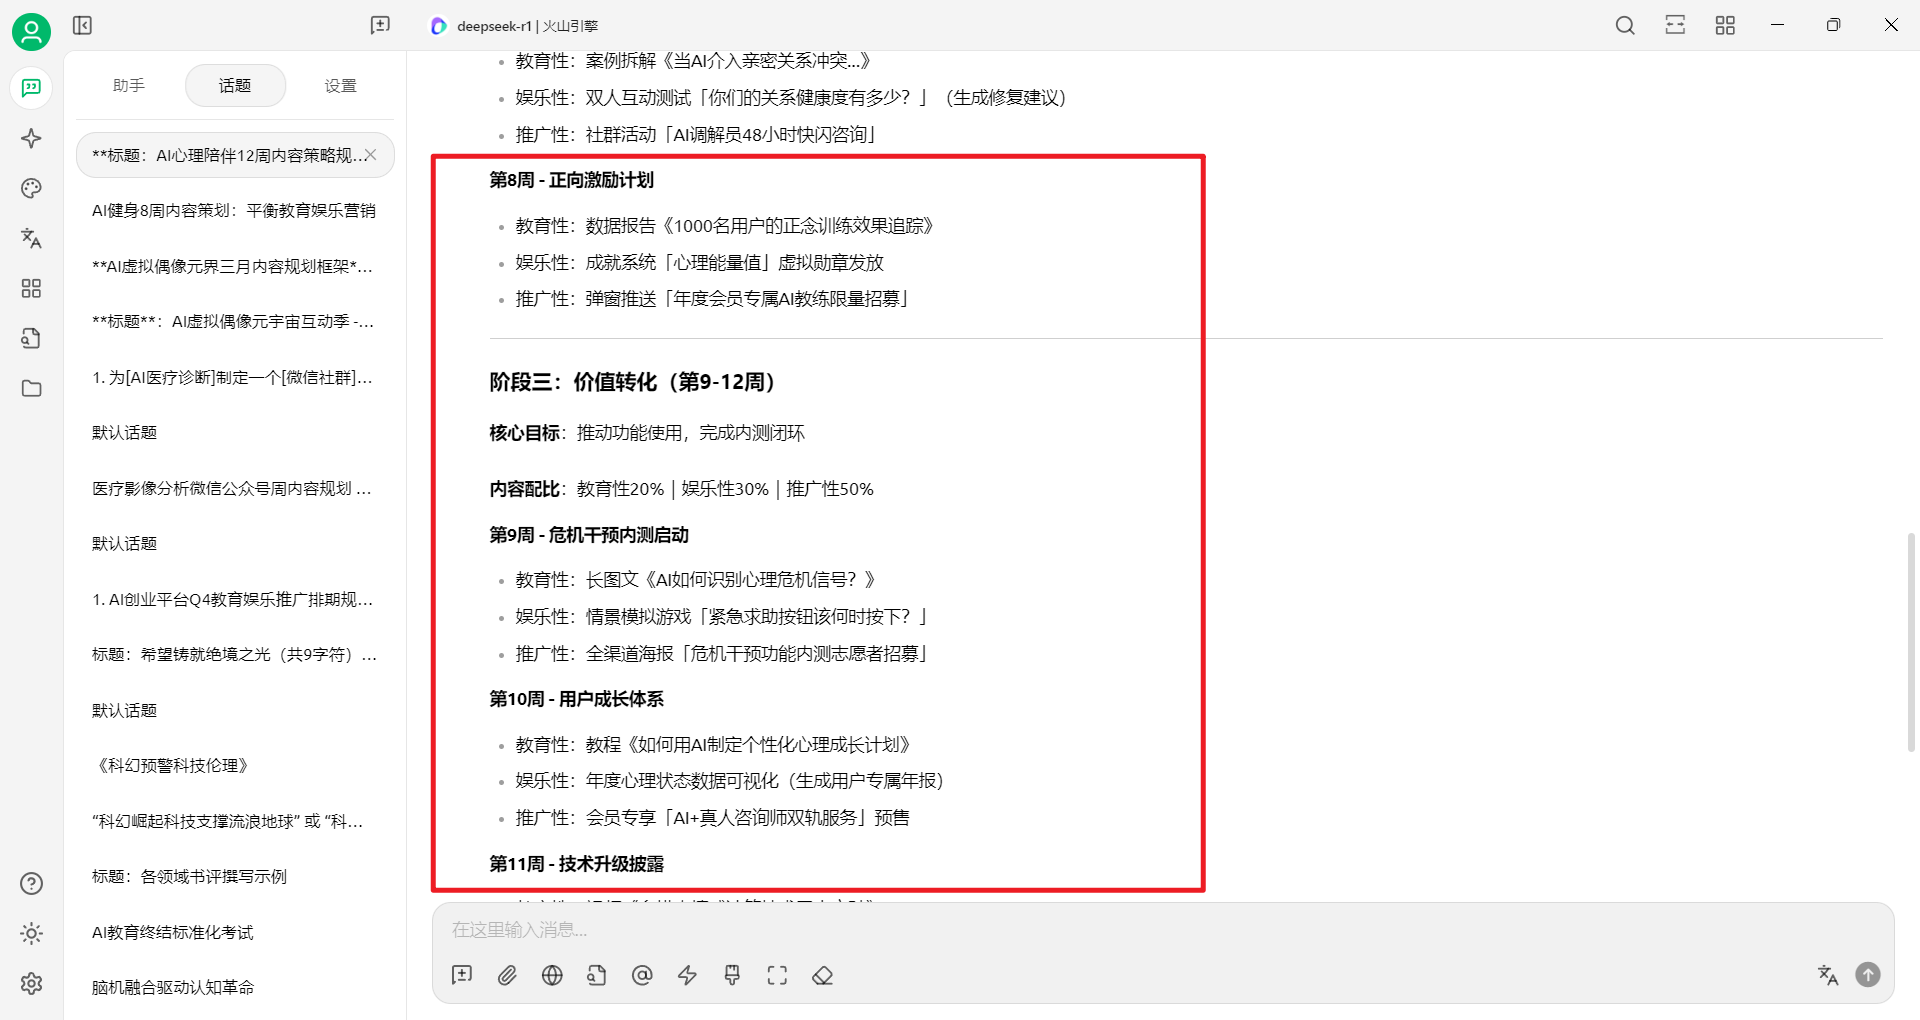 deepseek-r1 | 火山引擎
助手
话题
设置
**标题：AI心理陪伴12周内容策略规...
AI健身8周内容策划：平衡教育娱乐营销
**AI虚拟偶像元界三月内容规划框架*...
**标题**：AI虚拟偶像元宇宙互动季 -...
1. 为[AI医疗诊断]制定一个[微信社群]...
默认话题
医疗影像分析微信公众号周内容规划 ...
默认话题
1. AI创业平台Q4教育娱乐推广排期规...
标题：希望铸就绝境之光（共9字符） ...
默认话题
《科幻预警科技伦理》
“科幻崛起科技支撑流浪地球” 或 “科...
标题：各领域书评撰写示例
AI教育终结标准化考试
脑机融合驱动认知革命
教育性：案例拆解《当AI介入亲密关系冲突...》
娱乐性：双人互动测试「你们的关系健康度有多少？」（生成修复建议）
推广性：社群活动「AI调解员48小时快闪咨询」
第8周 - 正向激励计划
教育性：数据报告《1000名用户的正念训练效果追踪》
娱乐性：成就系统「心理能量值」虚拟勋章发放
推广性：弹窗推送「年度会员专属AI教练限量招募」
阶段三：价值转化（第9-12周）
核心目标：推动功能使用，完成内测闭环
内容配比：教育性20% | 娱乐性30% | 推广性50%
第9周 - 危机干预内测启动
教育性：长图文《AI如何识别心理危机信号？》
娱乐性：情景模拟游戏「紧急求助按钮该何时按下？」
推广性：全渠道海报「危机干预功能内测志愿者招募」
第10周 - 用户成长体系
教育性：教程《如何用AI制定个性化心理成长计划》
娱乐性：年度心理状态数据可视化（生成用户专属年报）
推广性：会员专享「AI+真人咨询师双轨服务」预售
第11周 - 技术升级披露
在这里输入消息...